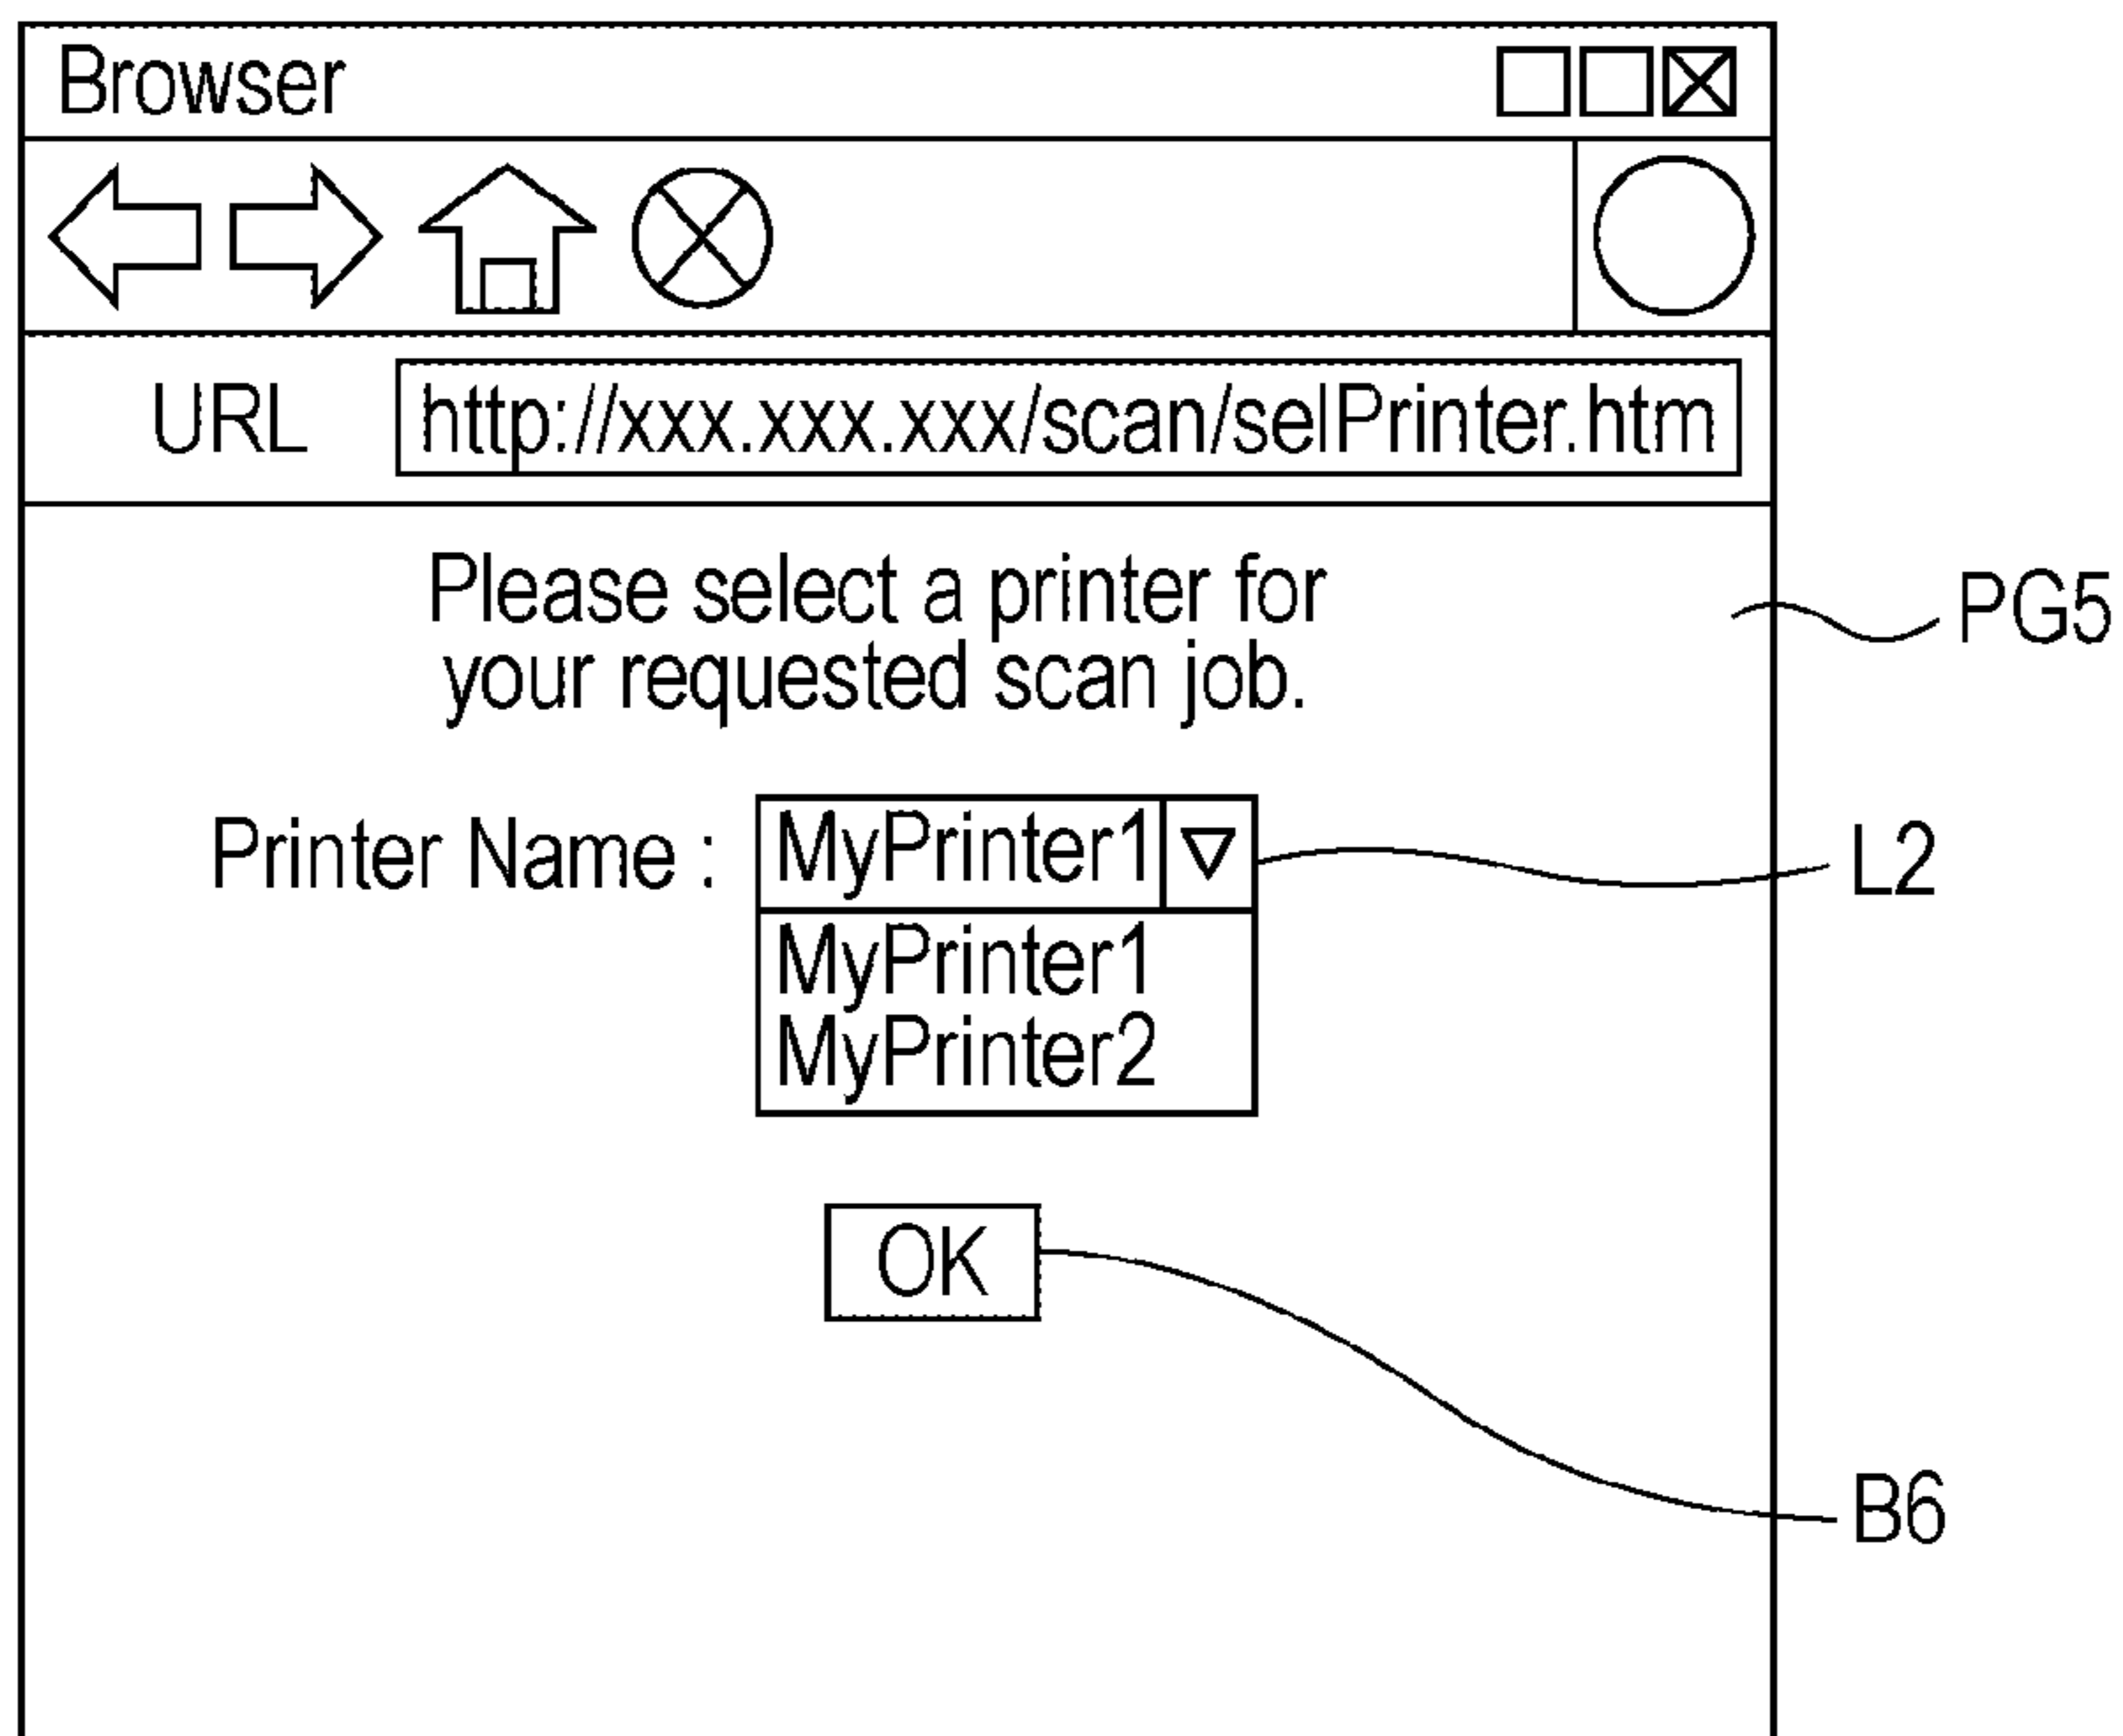 Browser
URL http://xxx.xxx.xxx/scan/selPrinter.htm
Please select a printer for
your requested scan job.
PG5
Printer Name : MyPrinter1
L2
MyPrinter1
MyPrinter2
OK
B6